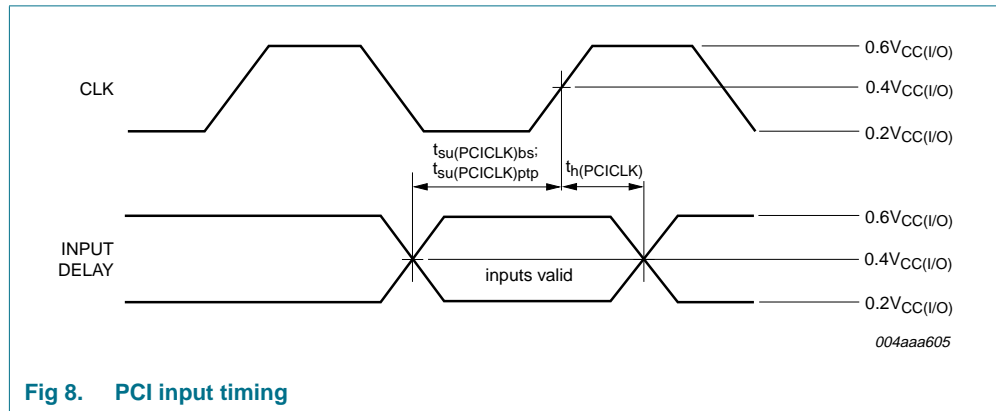 0.6VCC(I/O)
CLK
0.4VCC(I/O)
0.2VCC(I/O)
tsu(PCICLK)bs;
tsu(PCICLK)ptp
th(PCICLK)
0.6VCC(I/O)
INPUT
DELAY
0.4VCC(I/O)
inputs valid
0.2VCC(I/O)
004aaa605
Fig 8. PCI input timing